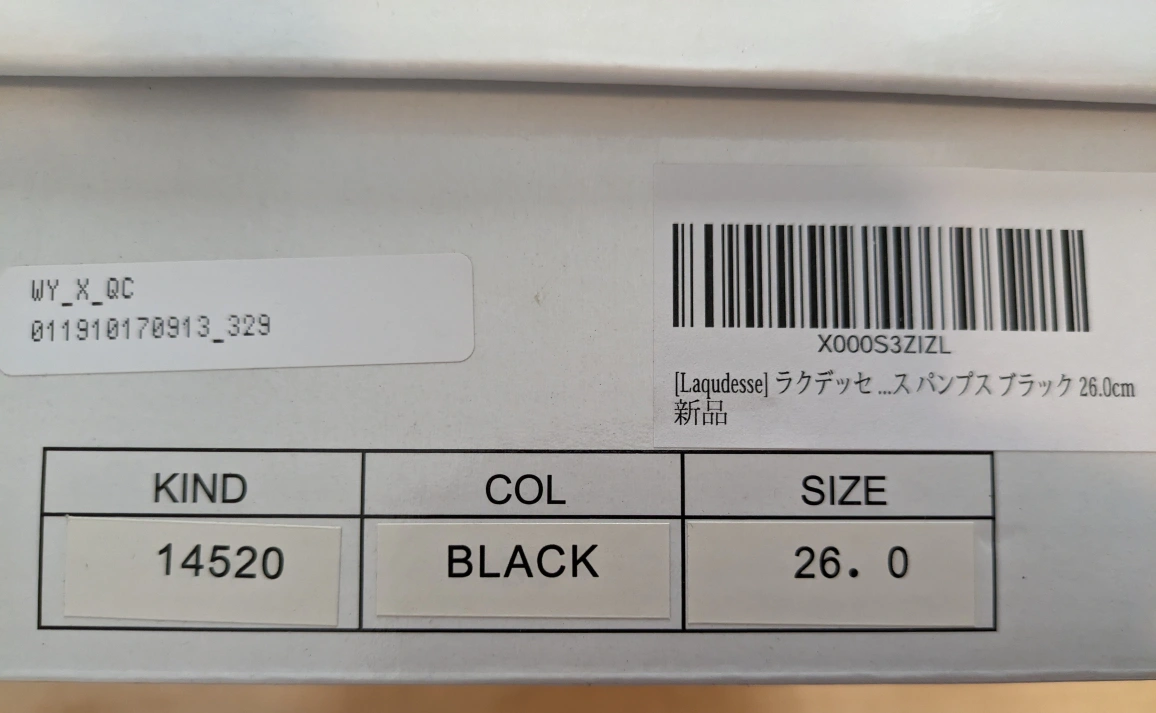 WY_X_QC
011910170913_329
X000S3ZIZL
[Laqudesse] ラクデッセ ...ス パンプス ブラック 26.0cm
新品
KIND COL SIZE
14520 BLACK 26. 0